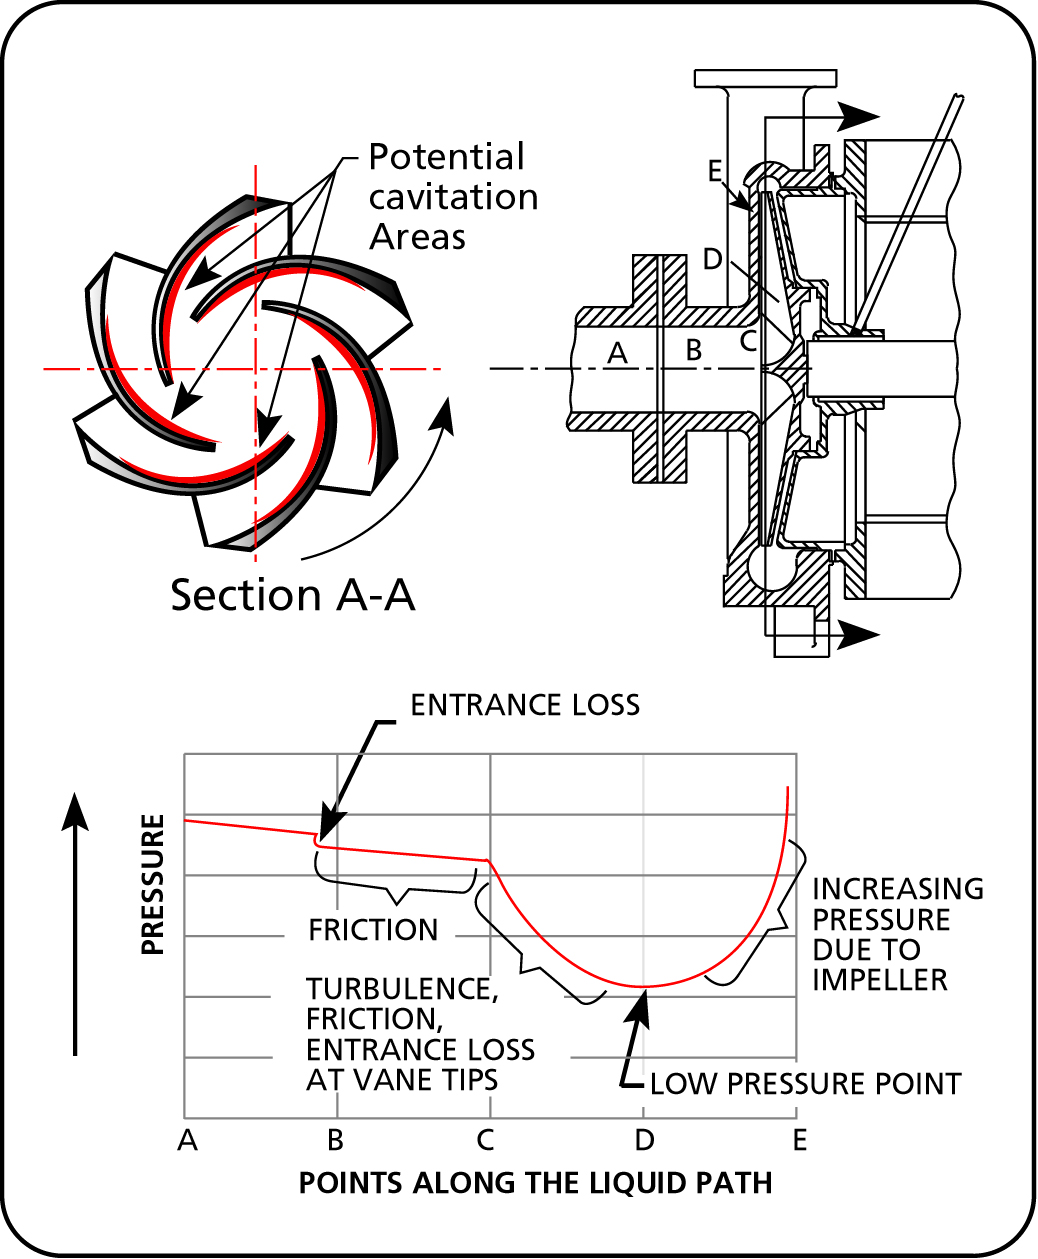 Potential
cavitation
Areas
Section A-A
E
D
C
A
B
ENTRANCE LOSS
PRESSURE
FRICTION
TURBULENCE,
FRICTION,
ENTRANCE LOSS
AT VANE TIPS
INCREASING
PRESSURE
DUE TO
IMPELLER
LOW PRESSURE POINT
A B C D E
POINTS ALONG THE LIQUID PATH